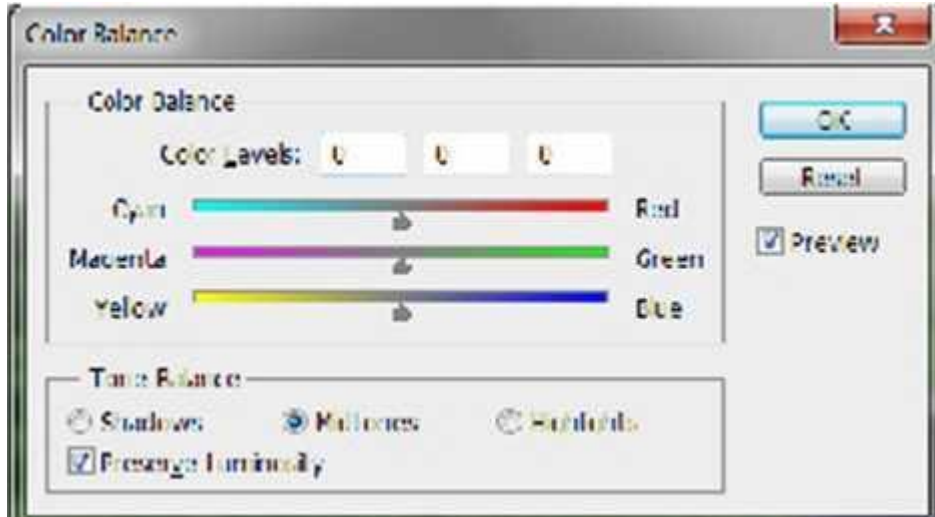 Color Balance
Color Balance
Color Levels: 0 0 0
Cyan Red
Magenta Green
Yellow Blue
Tone Balance
Shadows Midtones Highlights
Preserve Luminosity
OK
Reset
Preview